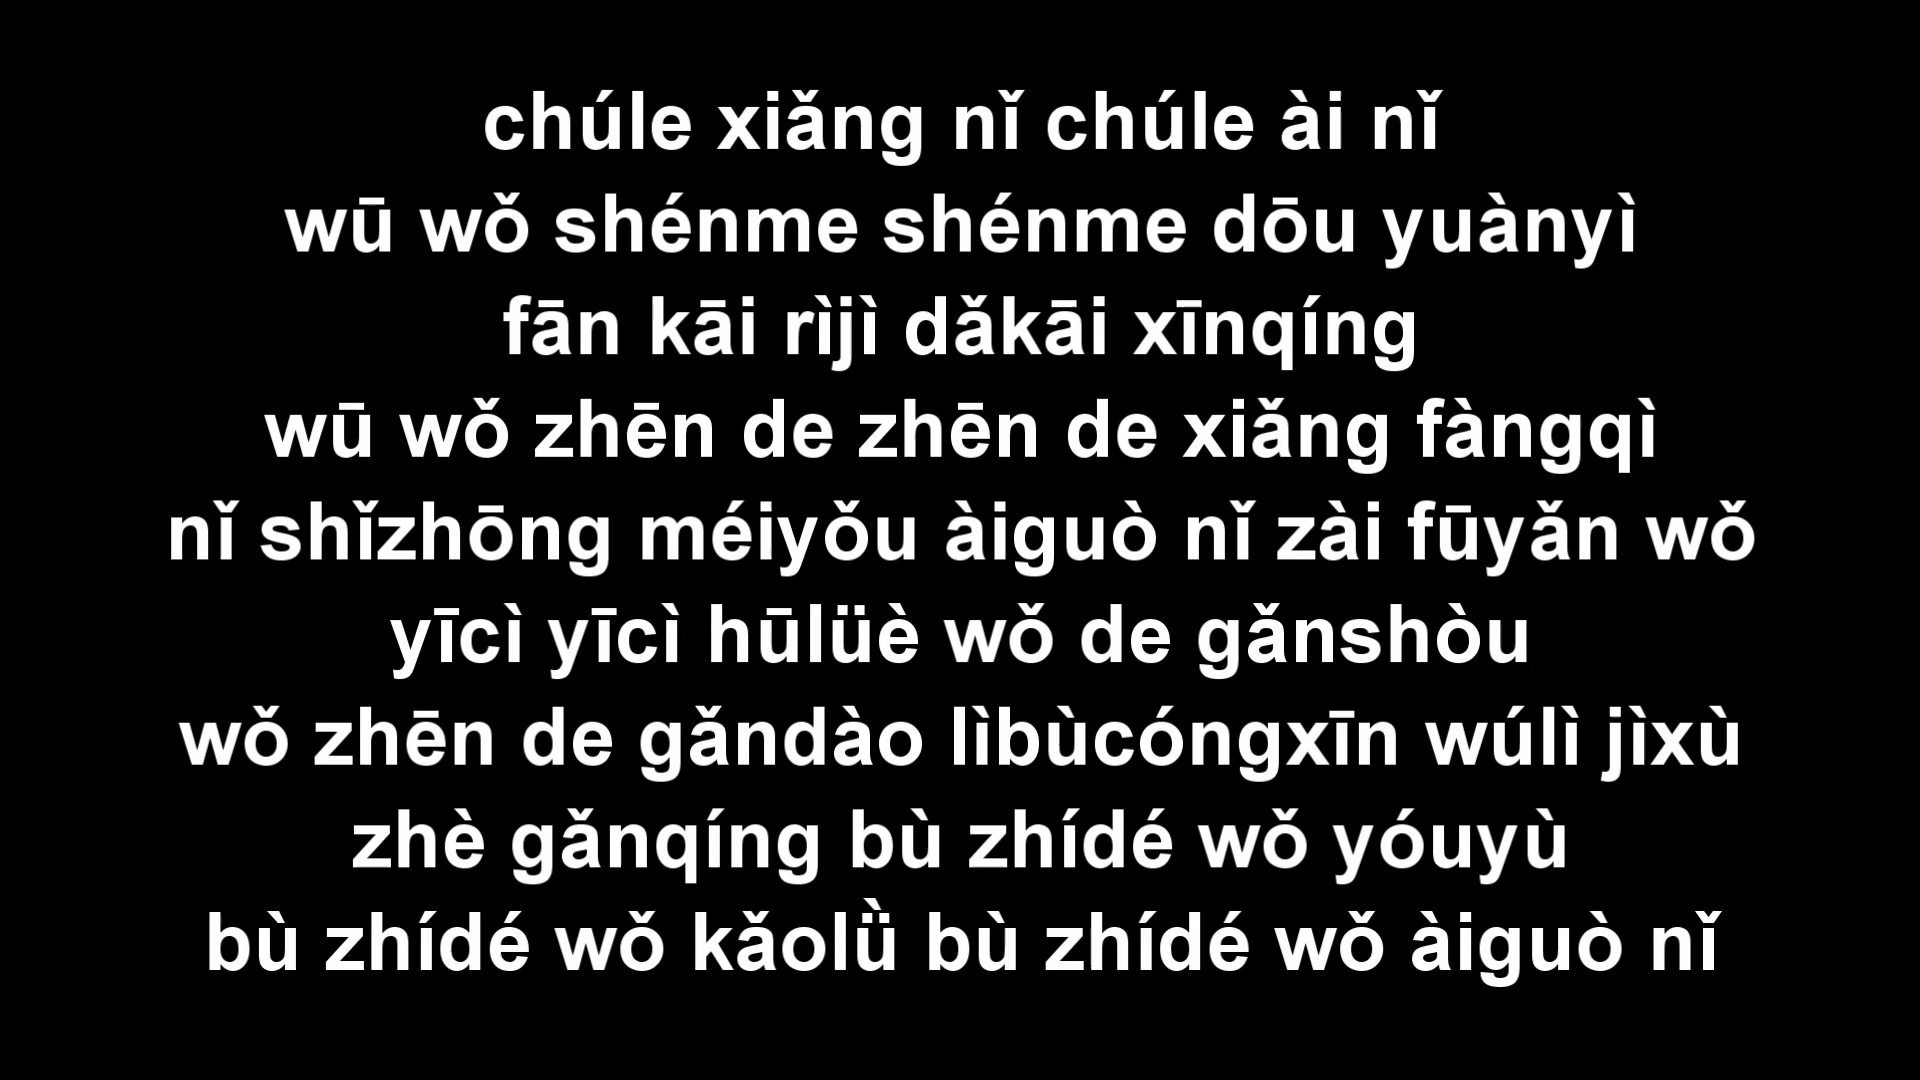 chúle xiǎng nǐ chúle ài nǐ
wū wǒ shénme shénme dōu yuànyì
fān kāi rìjì dǎkāi xīnqíng
wū wǒ zhēn de zhēn de xiǎng fàngqì
nǐ shǐzhōng méiyǒu àiguò nǐ zài fūyǎn wǒ
yīcì yīcì hūlüè wǒ de gǎnshòu
wǒ zhēn de gǎndào lìbùcóngxīn wúlì jìxù
zhè gǎnqíng bù zhídé wǒ yóuyù
bù zhídé wǒ kǎolǜ bù zhídé wǒ àiguò nǐ